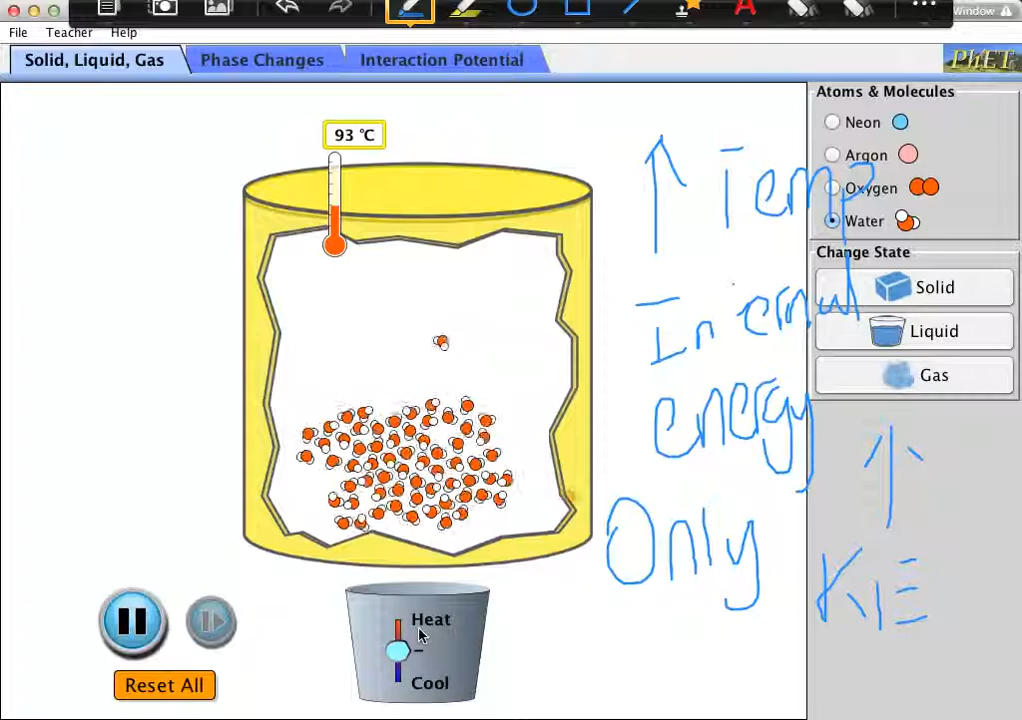 Window
File Teacher Help
Solid, Liquid, Gas Phase Changes Interaction Potential PhET
Atoms & Molecules
Neon
Argon
Oxygen
Water
Change State
Solid
Liquid
Gas
93 °C
↑ Temp
Internal
energy
Only
↑
KE
Heat
Cool
Reset All